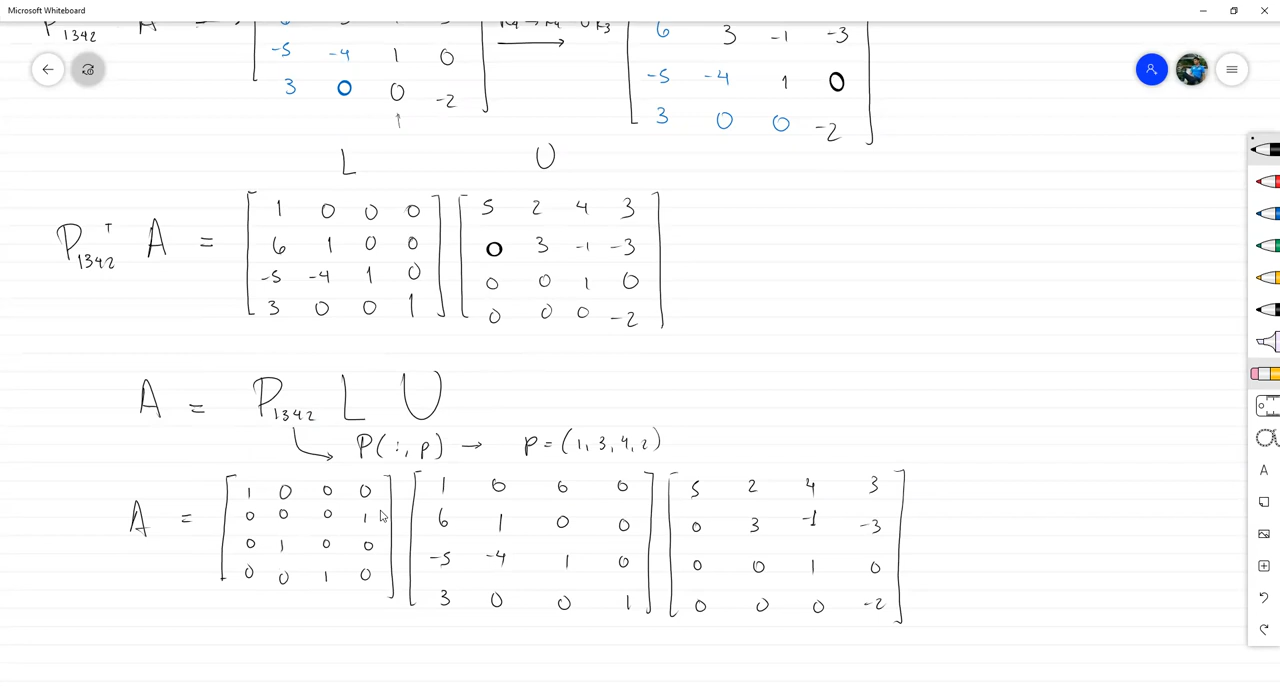 Microsoft Whiteboard
P1342 A
6 3 -1 -3
-5 -4 1 0
-5 -4 1 0
3 0 0 -2
3 0 0 -2
L U
P1342ᵀ A =
1 0 0 0
6 1 0 0
-5 -4 1 0
3 0 0 1
5 2 4 3
0 3 -1 -3
0 0 1 0
0 0 0 -2
A = P1342 L U
P(:, p) → p = (1, 3, 4, 2)
A =
1 0 0 0
0 0 0 1
0 1 0 0
0 0 1 0
1 0 0 0
6 1 0 0
-5 -4 1 0
3 0 0 1
5 2 4 3
0 3 -1 -3
0 0 1 0
0 0 0 -2